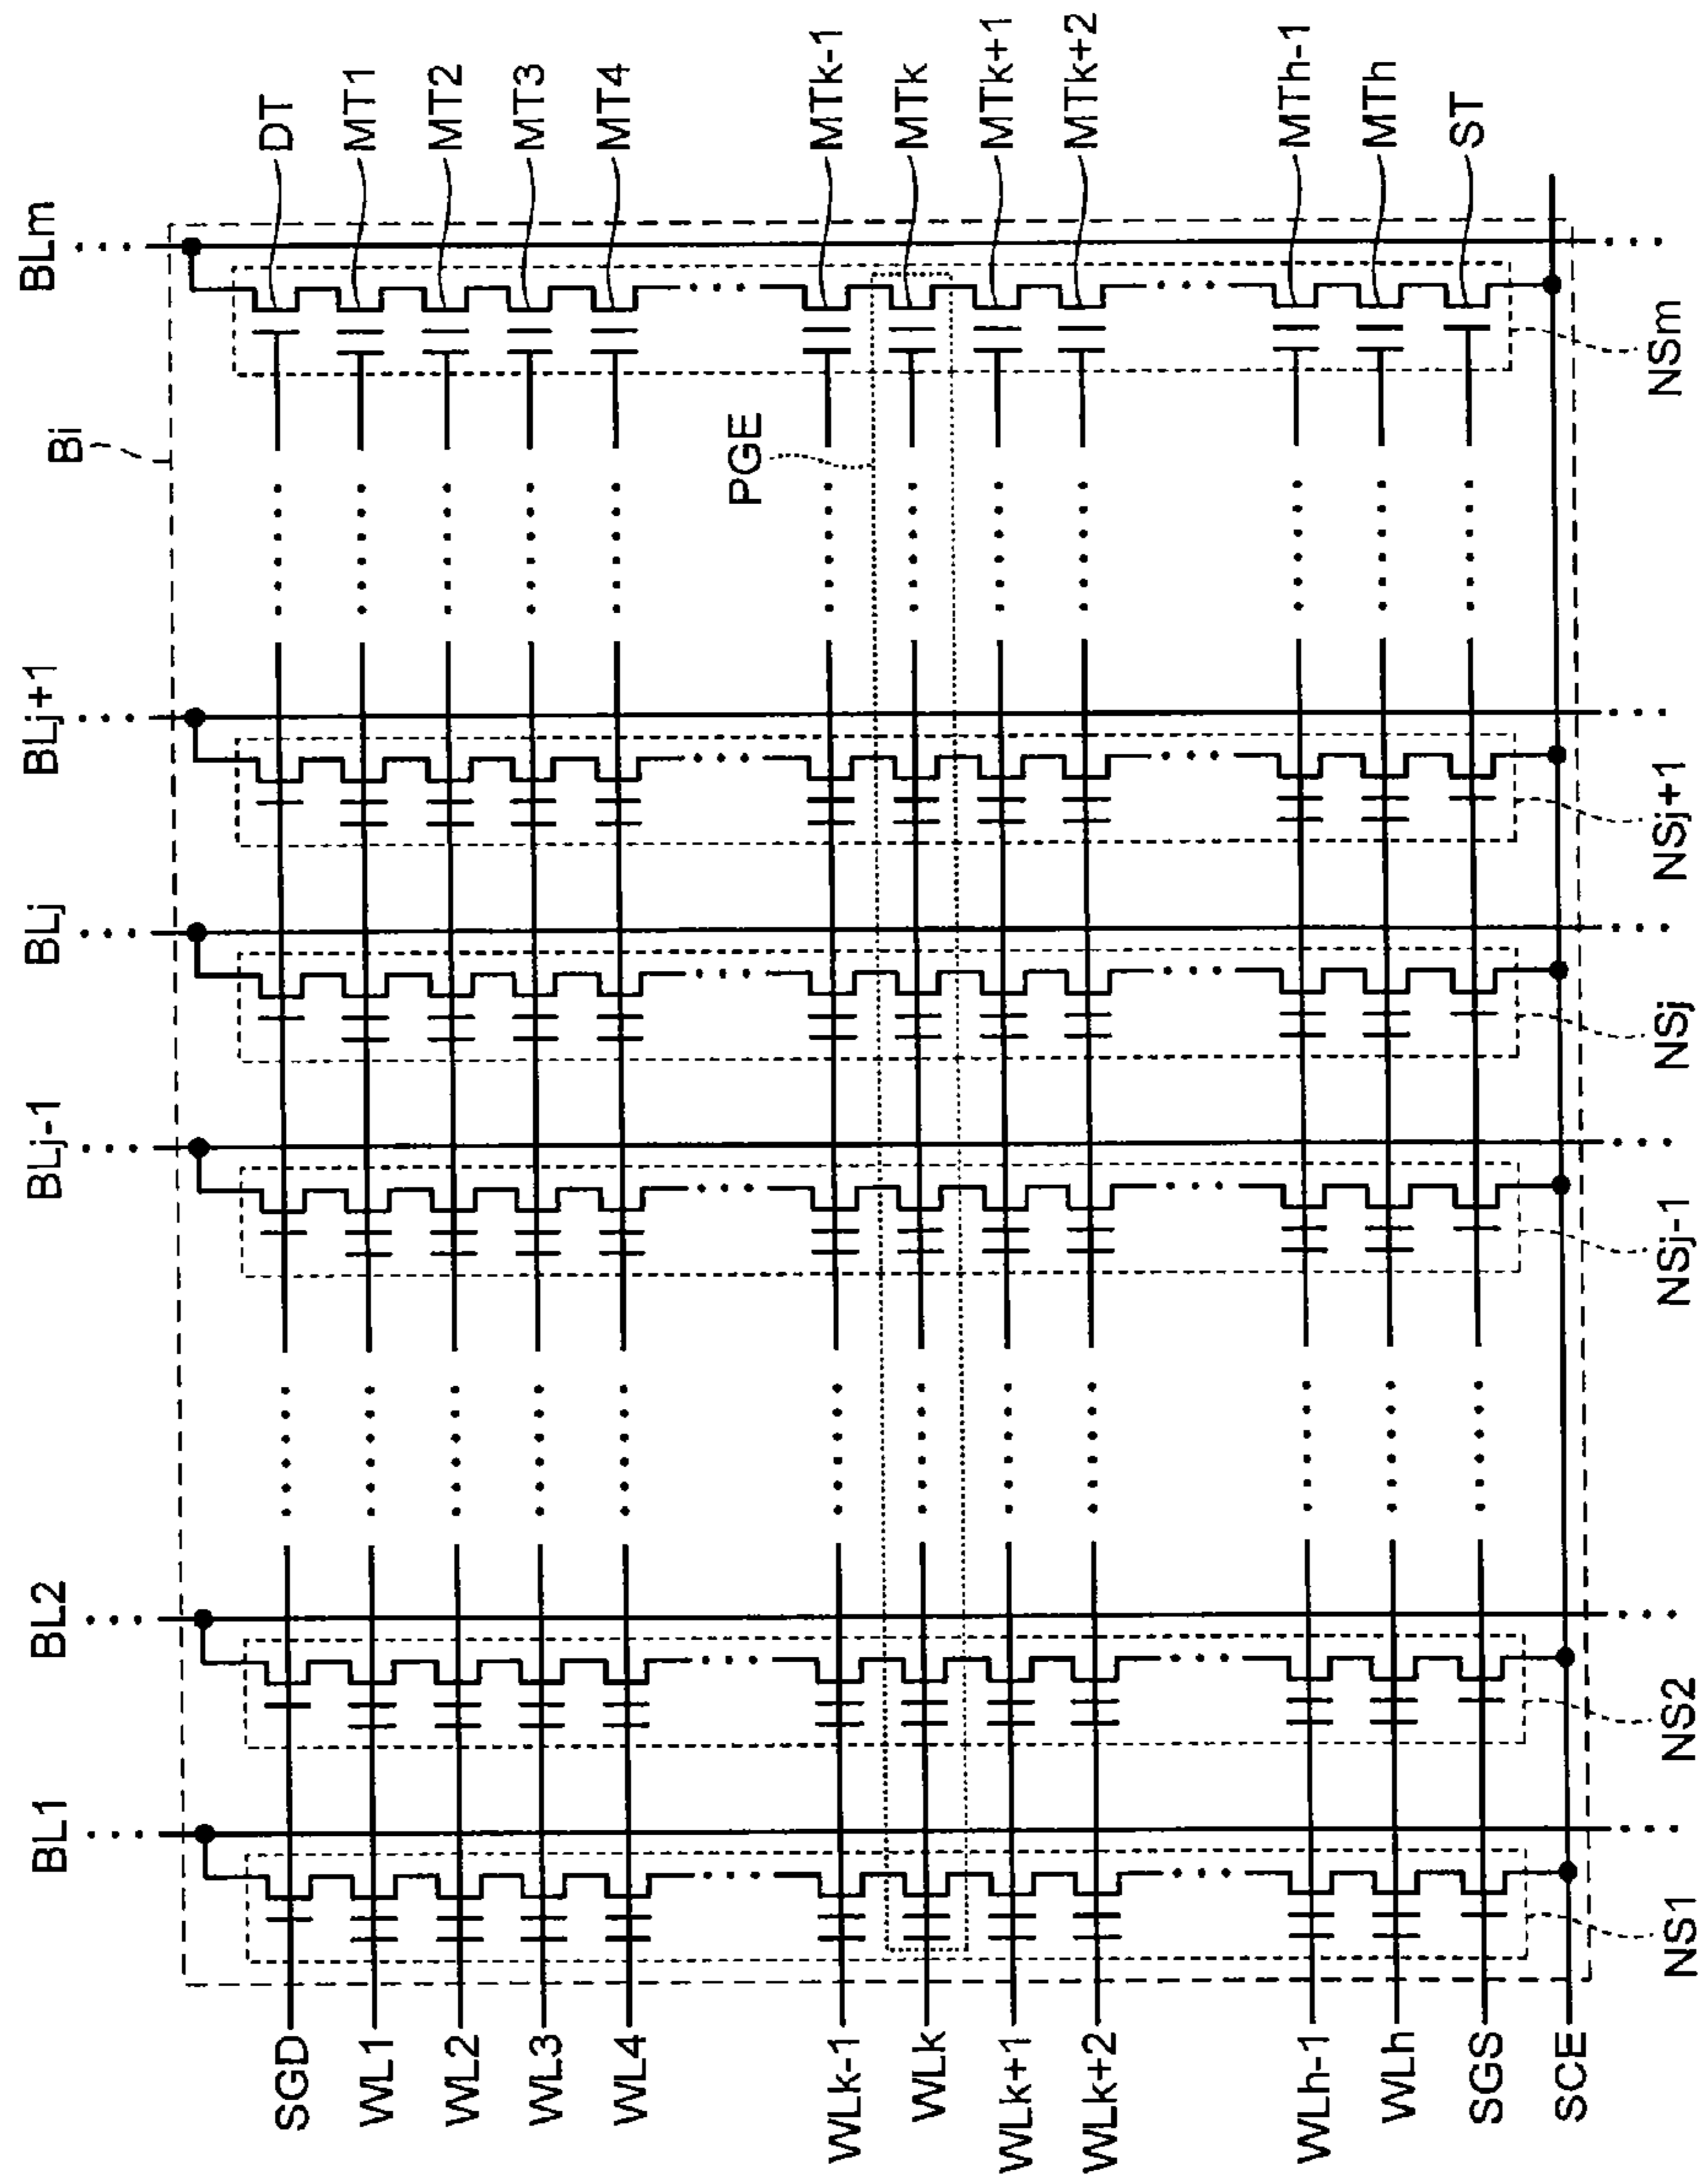 BL1
BL2
BLj-1
BLj
BLj+1
BLm
Bi
SGD
WL1
WL2
WL3
WL4
WLk-1
WLk
WLk+1
WLk+2
WLh-1
WLh
SGS
SCE
PGE
DT
MT1
MT2
MT3
MT4
MTk-1
MTk
MTk+1
MTk+2
MTh-1
MTh
ST
NS1
NS2
NSj-1
NSj
NSj+1
NSm